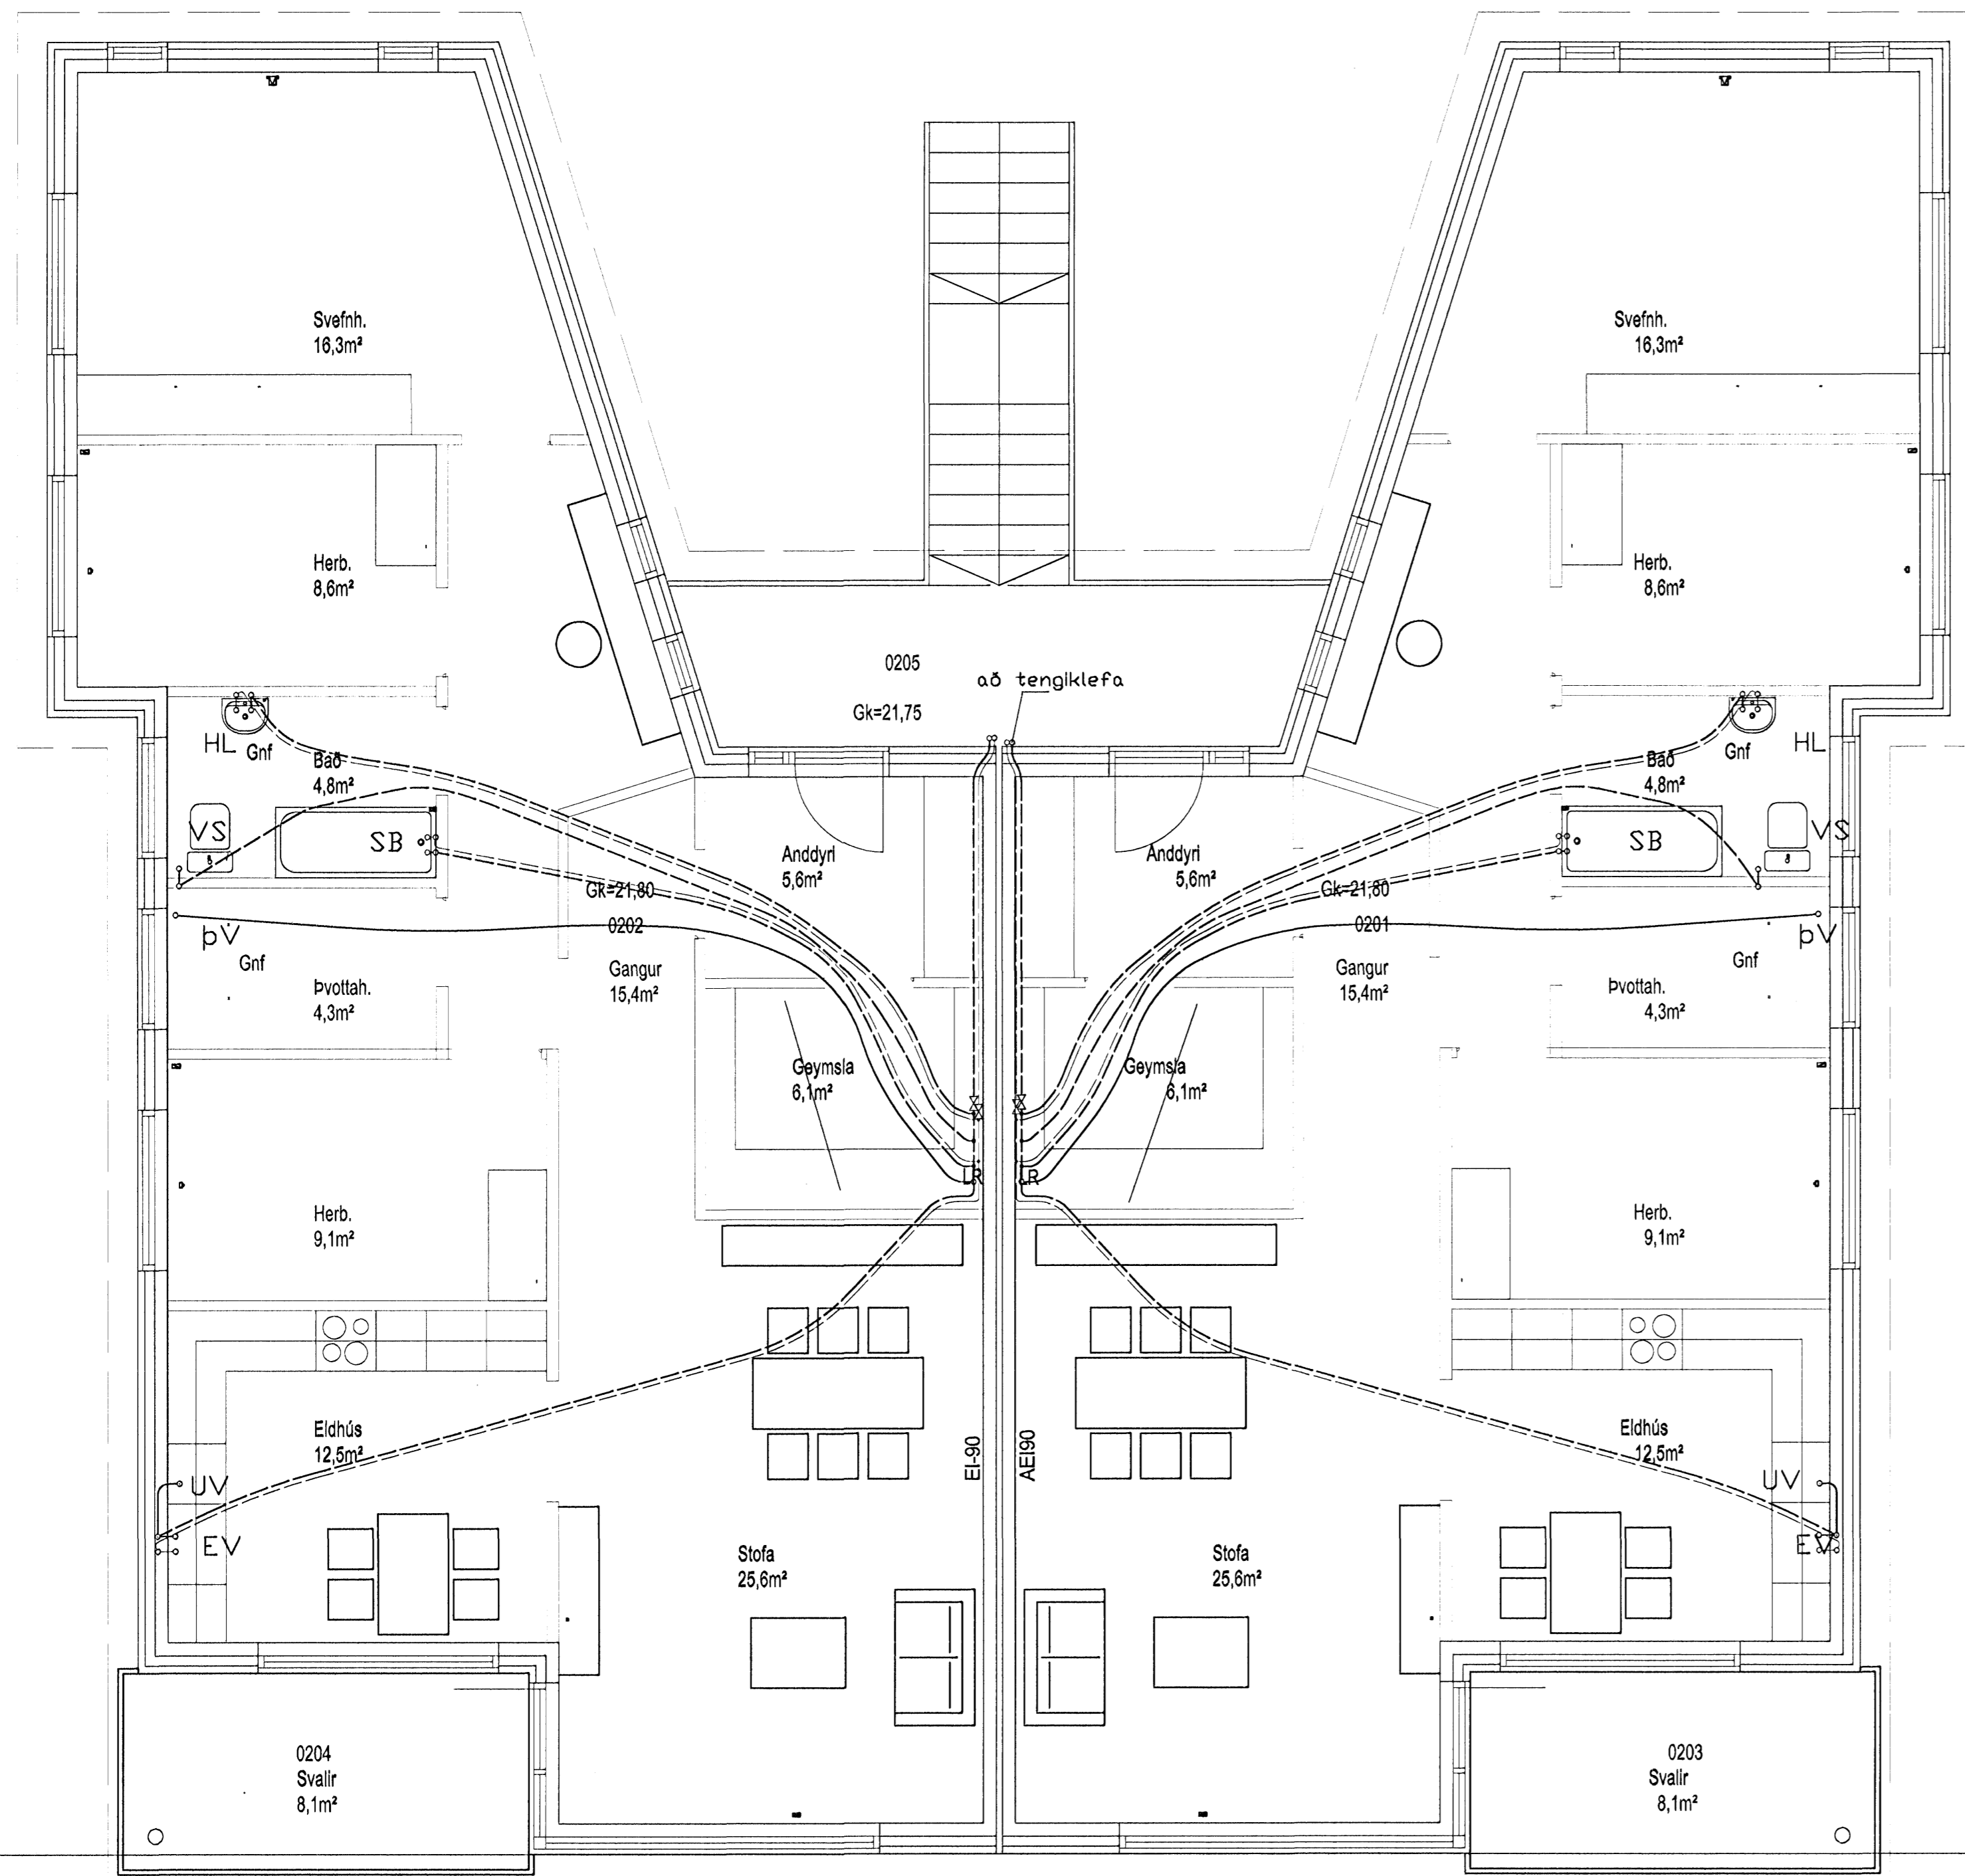 Svefnh.
16,3m²
Svefnh.
16,3m²
Herb.
8,6m²
Herb.
8,6m²
0205
að tengiklefa
Gk=21,75
HL
Gnf
Bað
4,8m²
Bað
4,8m²
Gnf
HL
VS
SB
SB
VS
Anddyri
5,6m²
Anddyri
5,6m²
Gk=21,80
0202
Gk=21,80
0201
ÞV
Gnf
ÞV
Gnf
Gangur
15,4m²
Gangur
15,4m²
Þvottah.
4,3m²
Þvottah.
4,3m²
Geymsla
6,1m²
Geymsla
6,1m²
LR
LR
Herb.
9,1m²
Herb.
9,1m²
Eldhús
12,5m²
Eldhús
12,5m²
EI-90
AEI90
UV
UV
EV
EV
Stofa
25,6m²
Stofa
25,6m²
0204
Svalir
8,1m²
0203
Svalir
8,1m²